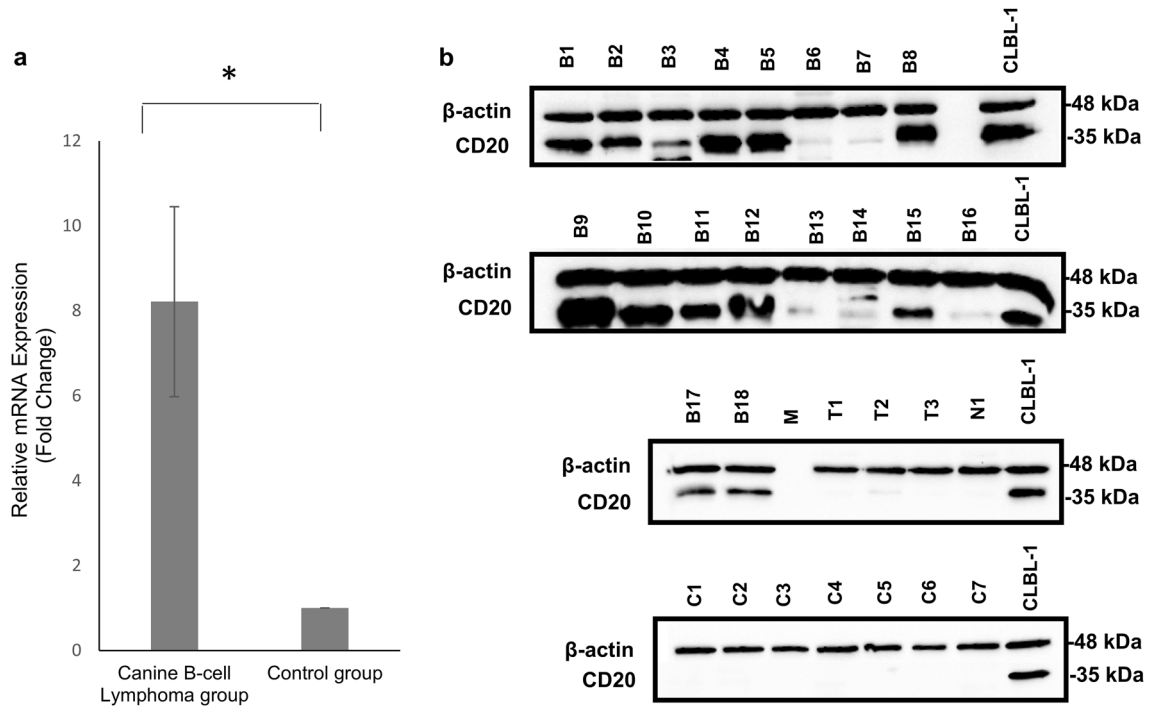 a
*
Relative mRNA Expression
(Fold Change)
12
10
8
6
4
2
0
Canine B-cell
Lymphoma group
Control group
b
B1 B2 B3 B4 B5 B6 B7 B8 CLBL-1
β-actin -48 kDa
CD20 -35 kDa
B9 B10 B11 B12 B13 B14 B15 B16 CLBL-1
β-actin -48 kDa
CD20 -35 kDa
B17 B18 M T1 T2 T3 N1 CLBL-1
β-actin -48 kDa
CD20 -35 kDa
C1 C2 C3 C4 C5 C6 C7 CLBL-1
β-actin -48 kDa
CD20 -35 kDa